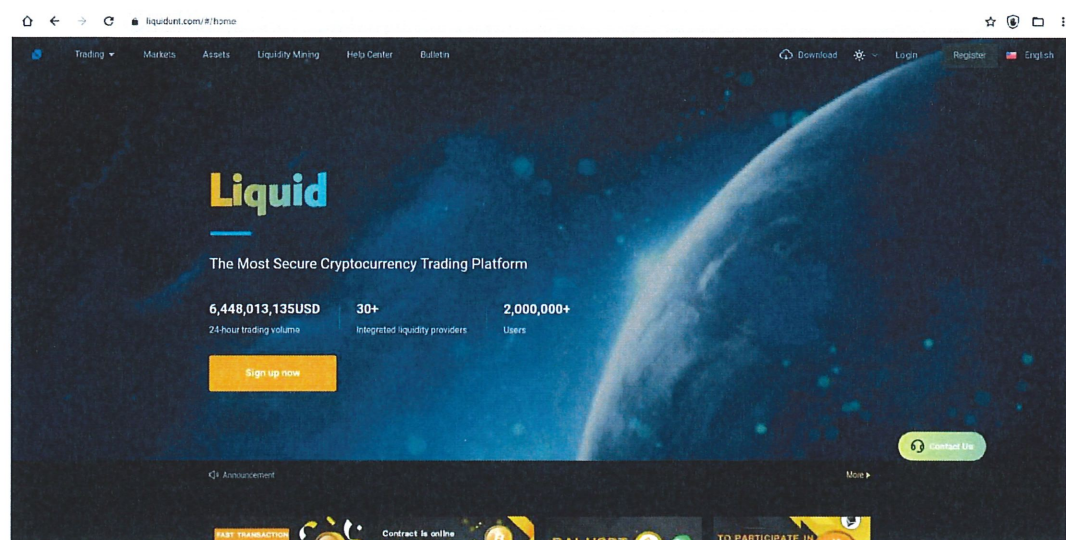 liquidunt.com/#/home
Trading Markets Assets Liquidity Mining Help Center Bulletin Download Login Register English
Liquid
The Most Secure Cryptocurrency Trading Platform
6,448,013,135USD 30+ 2,000,000+
24-hour trading volume Integrated liquidity providers Users
Sign up now
Contact Us
Announcement More
FAST TRANSACTION Contract is online TO PARTICIPATE IN